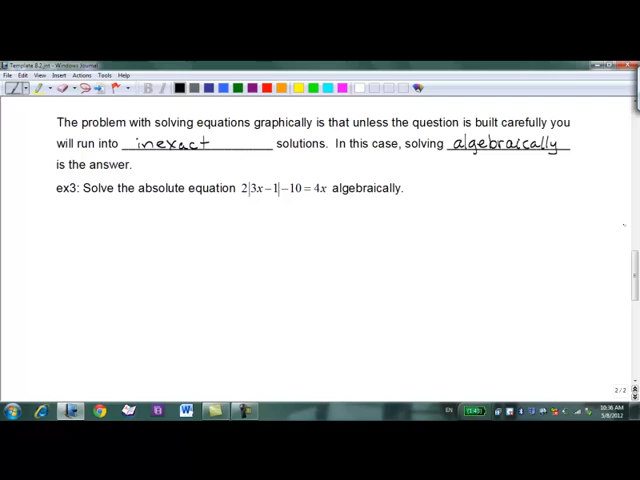 Template 8.2.jnt - Windows Journal
File Edit View Insert Actions Tools Help
The problem with solving equations graphically is that unless the question is built carefully you
will run into inexact solutions. In this case, solving algebraically
is the answer.
ex3: Solve the absolute equation 2|3x−1|−10=4x algebraically.
2 / 2
EN
10:36 AM
5/8/2012